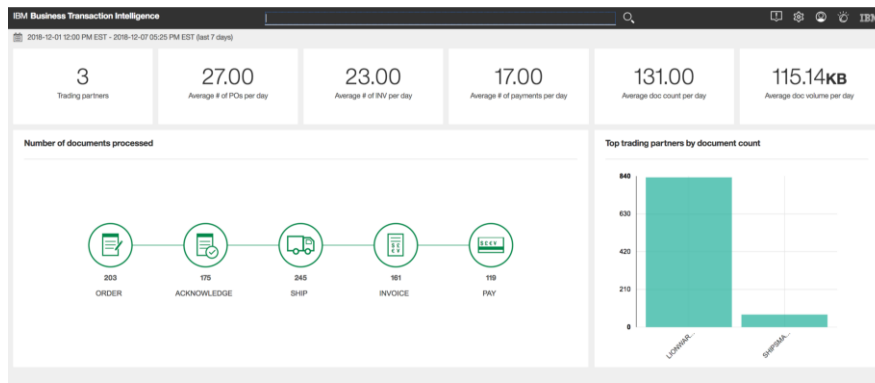 IBM Business Transaction Intelligence
IBM
2018-12-01 12:00 PM EST - 2018-12-07 05:25 PM EST (last 7 days)
3
Trading partners
27.00
Average # of POs per day
23.00
Average # of INV per day
17.00
Average # of payments per day
131.00
Average doc count per day
115.14KB
Average doc volume per day
Number of documents processed
203
ORDER
175
ACKNOWLEDGE
245
SHIP
161
INVOICE
119
PAY
Top trading partners by document count
840
630
420
210
0
LIONWAR...
SHIPSMA...